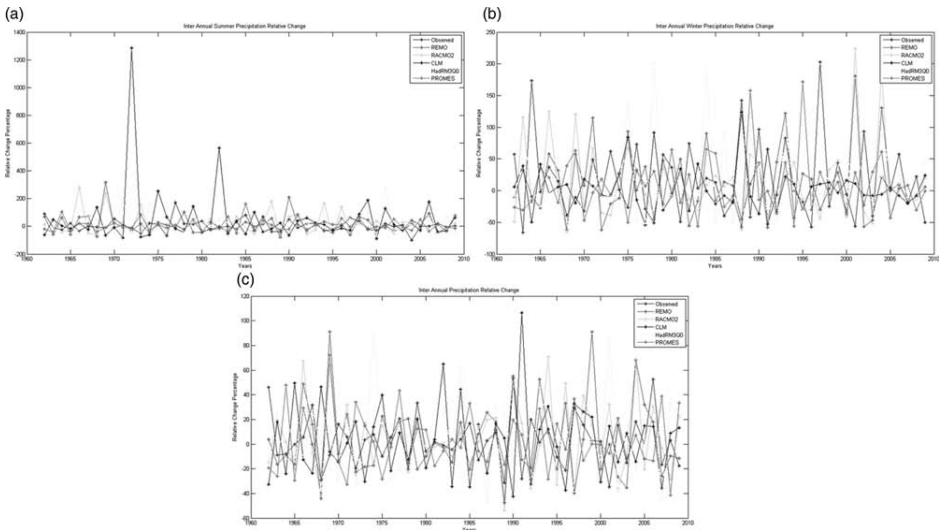 (a)
Inter Annual Summer Precipitation Relative Change
1400
1200
1000
800
600
400
200
0
-200
Relative Change Percentage
1960 1965 1970 1975 1980 1985 1990 1995 2000 2005 2010
Years
Observed
REMO
RACMO2
CLM
HadRM3Q0
PROMES
(b)
Inter Annual Winter Precipitation Relative Change
250
200
150
100
50
0
-50
-100
Relative Change Percentage
1960 1965 1970 1975 1980 1985 1990 1995 2000 2005 2010
Years
Observed
REMO
RACMO2
CLM
HadRM3Q0
PROMES
(c)
Inter Annual Precipitation Relative Change
120
100
80
60
40
20
0
-20
-40
-60
Relative Change Percentage
1960 1965 1970 1975 1980 1985 1990 1995 2000 2005 2010
Years
Observed
REMO
RACMO2
CLM
HadRM3Q0
PROMES